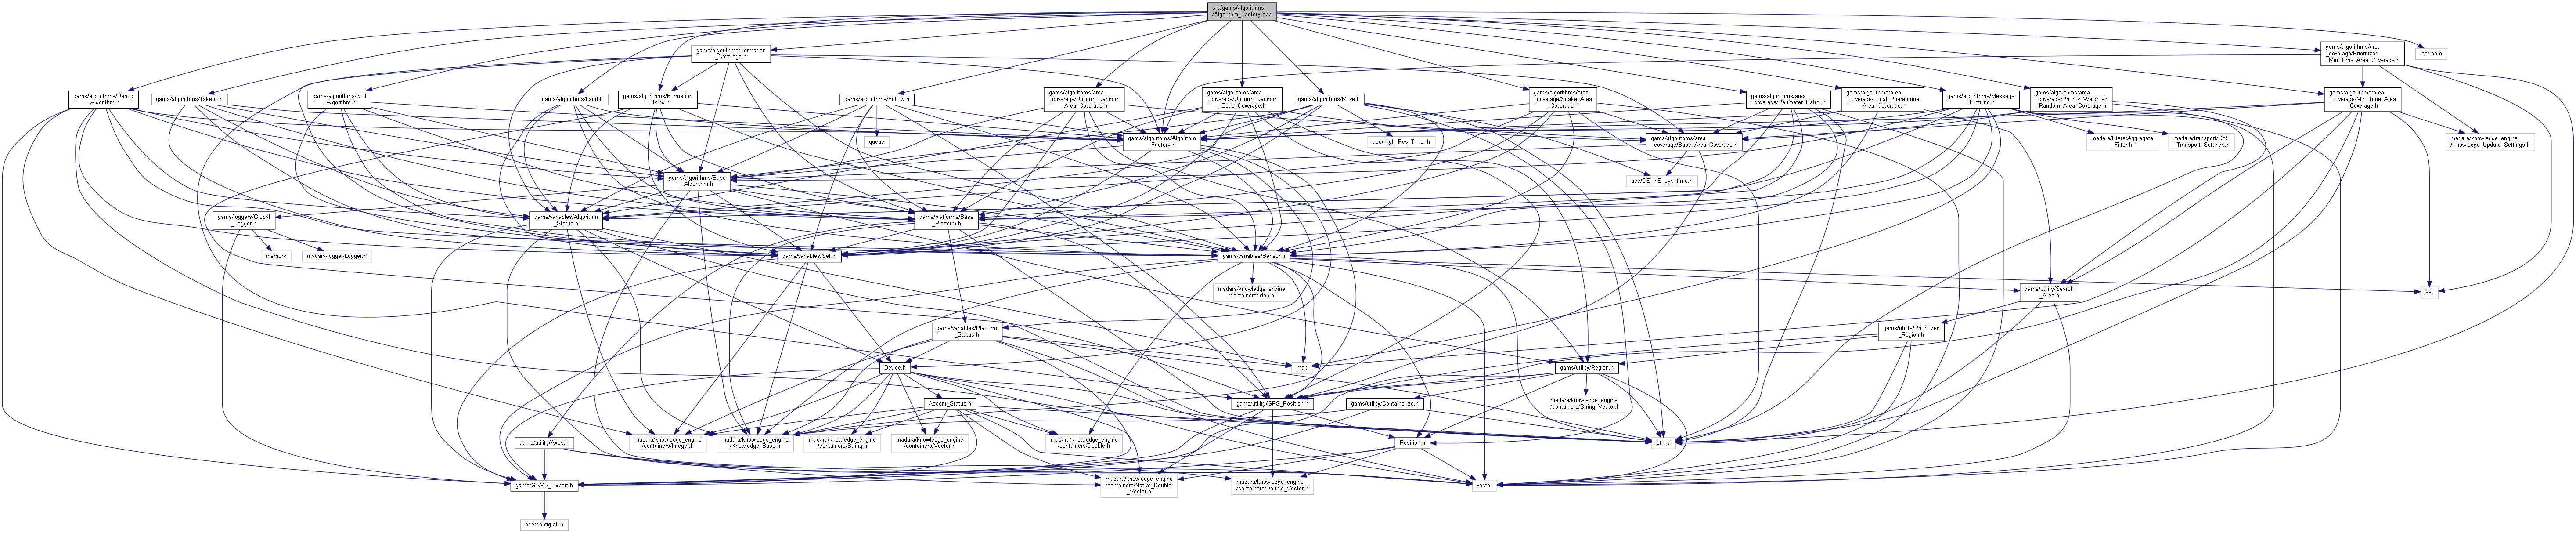 src/gams/algorithms
/Algorithm_Factory.cpp
gams/algorithms/Formation
_Coverage.h
gams/algorithms/area
_coverage/Prioritized
_Min_Time_Area_Coverage.h
iostream
gams/algorithms/Debug
_Algorithm.h
gams/algorithms/Takeoff.h
gams/algorithms/Null
_Algorithm.h
gams/algorithms/Land.h
gams/algorithms/Formation
_Flying.h
gams/algorithms/Follow.h
gams/algorithms/area
_coverage/Uniform_Random
_Area_Coverage.h
gams/algorithms/area
_coverage/Uniform_Random
_Edge_Coverage.h
gams/algorithms/Move.h
gams/algorithms/area
_coverage/Snake_Area
_Coverage.h
gams/algorithms/area
_coverage/Perimeter_Patrol.h
gams/algorithms/area
_coverage/Local_Pheremone
_Area_Coverage.h
gams/algorithms/Message
_Profiling.h
gams/algorithms/area
_coverage/Priority_Weighted
_Random_Area_Coverage.h
gams/algorithms/area
_coverage/Min_Time_Area
_Coverage.h
queue
gams/algorithms/Algorithm
_Factory.h
ace/High_Res_Timer.h
gams/algorithms/area
_coverage/Base_Area_Coverage.h
madara/filters/Aggregate
_Filter.h
madara/transport/QoS
_Transport_Settings.h
madara/knowledge_engine
/Knowledge_Update_Settings.h
gams/algorithms/Base
_Algorithm.h
ace/OS_NS_sys_time.h
gams/loggers/Global
_Logger.h
gams/variables/Algorithm
_Status.h
gams/platforms/Base
_Platform.h
memory
madara/logger/Logger.h
gams/variables/Self.h
gams/variables/Sensor.h
madara/knowledge_engine
/containers/Map.h
gams/utility/Search
_Area.h
set
gams/variables/Platform
_Status.h
gams/utility/Prioritized
_Region.h
Device.h
map
gams/utility/Region.h
Accent_Status.h
gams/utility/GPS_Position.h
gams/utility/Containerize.h
madara/knowledge_engine
/containers/String_Vector.h
gams/utility/Axes.h
madara/knowledge_engine
/containers/Integer.h
madara/knowledge_engine
/Knowledge_Base.h
madara/knowledge_engine
/containers/String.h
madara/knowledge_engine
/containers/Vector.h
madara/knowledge_engine
/containers/Double.h
Position.h
string
gams/GAMS_Export.h
madara/knowledge_engine
/containers/Native_Double
_Vector.h
madara/knowledge_engine
/containers/Double_Vector.h
vector
ace/config-all.h